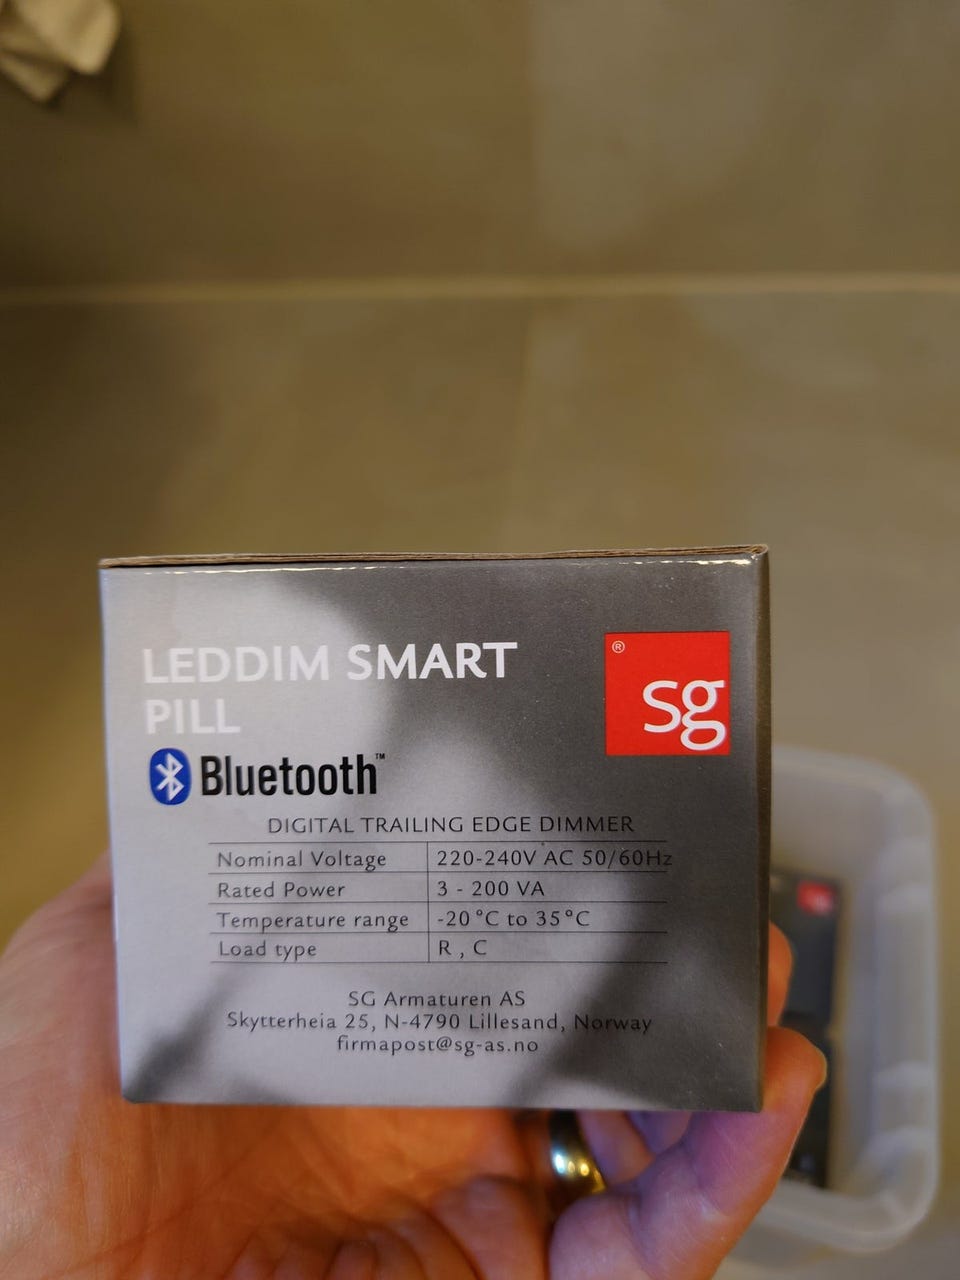 LEDDIM SMART
PILL
® sg
Bluetooth™
DIGITAL TRAILING EDGE DIMMER
Nominal Voltage 220-240V AC 50/60Hz
Rated Power 3 - 200 VA
Temperature range -20°C to 35°C
Load type R , C
SG Armaturen AS
Skytterheia 25, N-4790 Lillesand, Norway
firmapost@sg-as.no